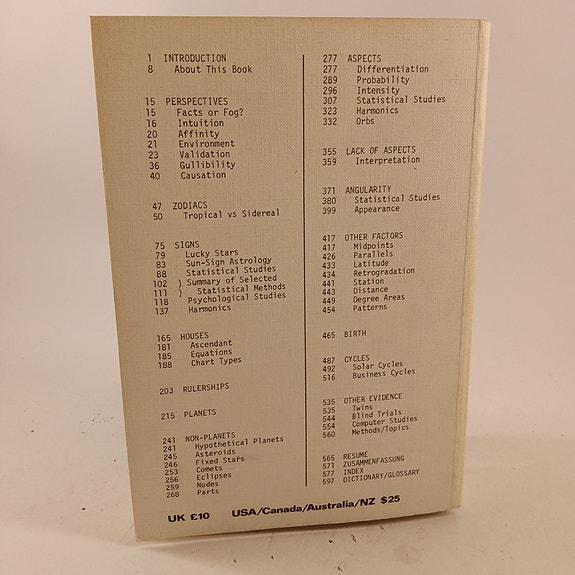 1 INTRODUCTION
8 About This Book
15 PERSPECTIVES
15 Facts or Fog?
16 Intuition
20 Affinity
21 Environment
23 Validation
36 Gullibility
40 Causation
47 ZODIACS
50 Tropical vs Sidereal
75 SIGNS
79 Lucky Stars
83 Sun-Sign Astrology
88 Statistical Studies
102 ) Summary of Selected
111 ) Statistical Methods
118 Psychological Studies
137 Harmonics
165 HOUSES
181 Ascendant
185 Equations
188 Chart Types
203 RULERSHIPS
215 PLANETS
241 NON-PLANETS
241 Hypothetical Planets
245 Asteroids
246 Fixed Stars
253 Comets
256 Eclipses
259 Nodes
268 Parts
277 ASPECTS
277 Differentiation
289 Probability
296 Intensity
307 Statistical Studies
323 Harmonics
332 Orbs
355 LACK OF ASPECTS
359 Interpretation
371 ANGULARITY
380 Statistical Studies
399 Appearance
417 OTHER FACTORS
417 Midpoints
426 Parallels
433 Latitude
434 Retrogradation
441 Station
443 Distance
449 Degree Areas
454 Patterns
465 BIRTH
487 CYCLES
492 Solar Cycles
516 Business Cycles
535 OTHER EVIDENCE
535 Twins
544 Blind Trials
554 Computer Studies
560 Methods/Topics
565 RESUME
571 ZUSAMMENFASSUNG
577 INDEX
597 DICTIONARY/GLOSSARY
UK £10 USA/Canada/Australia/NZ $25